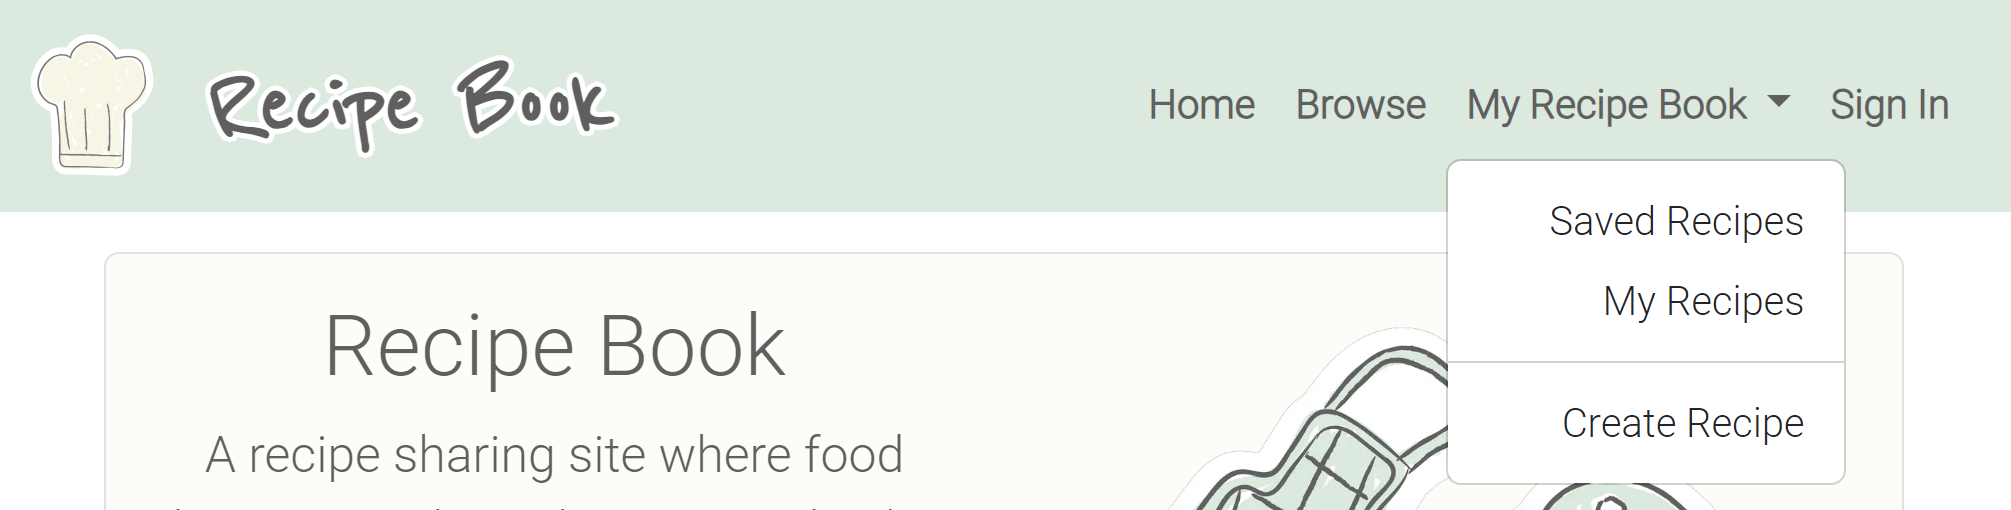 Recipe Book
Home Browse My Recipe Book Sign In
Saved Recipes
My Recipes
Create Recipe
Recipe Book
A recipe sharing site where food